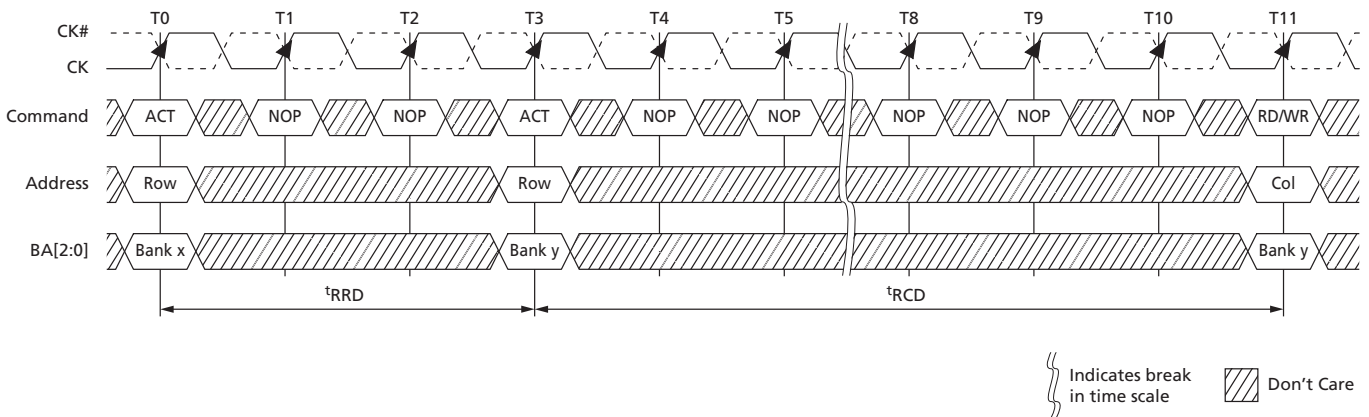 T0 T1 T2 T3 T4 T5 T8 T9 T10 T11
CK#
CK
Command ACT NOP NOP ACT NOP NOP NOP NOP NOP RD/WR
Address Row Row Col
BA[2:0] Bank x Bank y Bank y
tRRD tRCD
Indicates break
in time scale
Don't Care